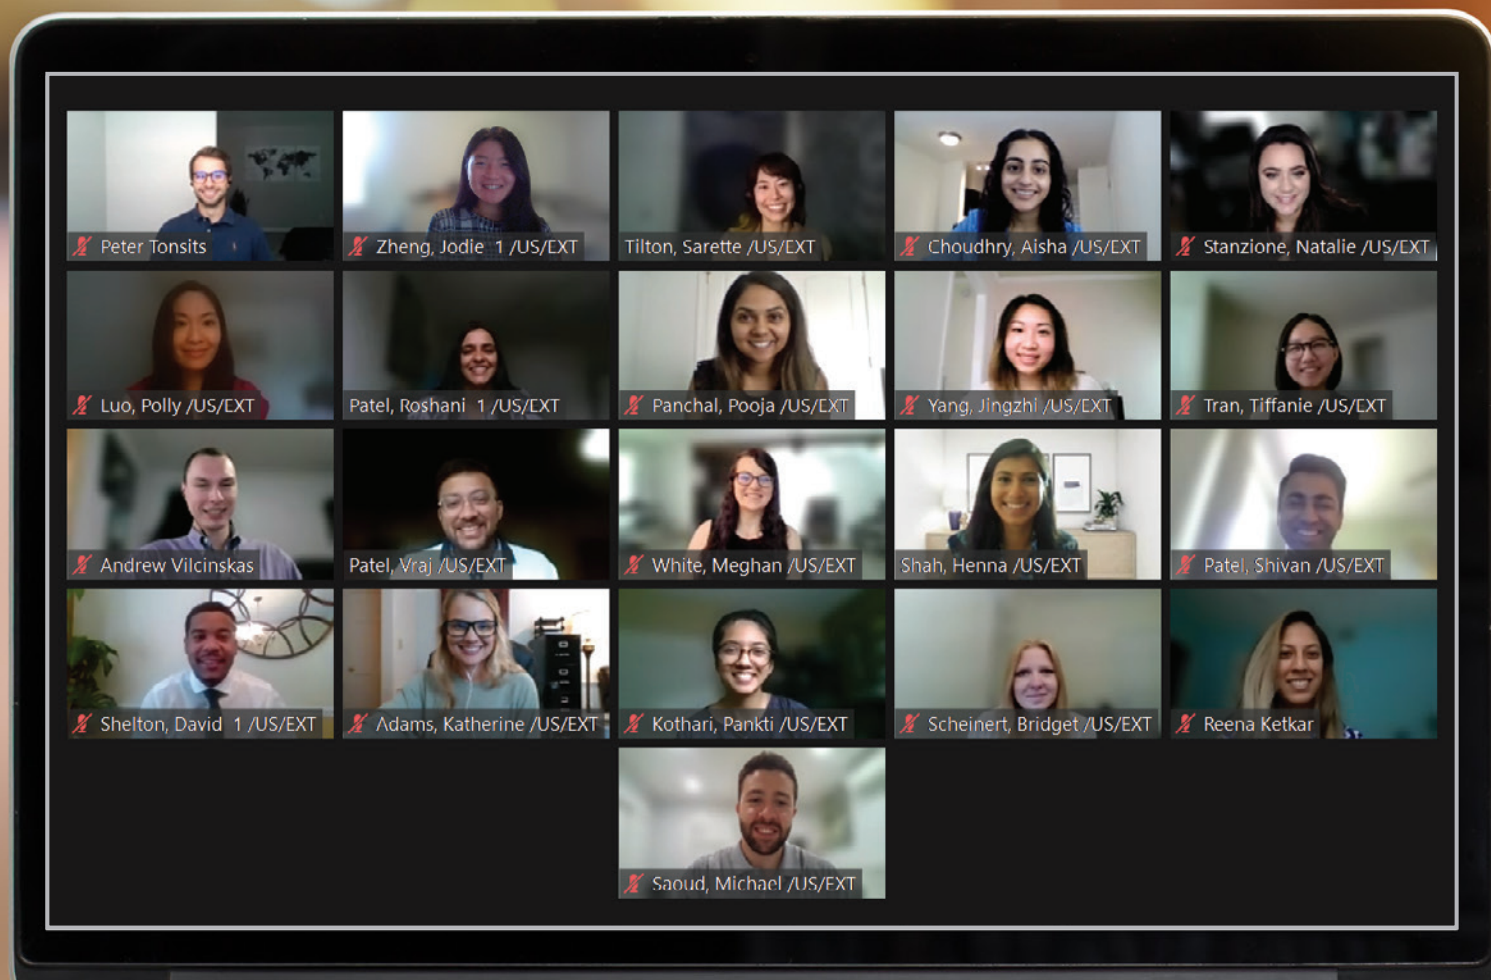 Peter Tonsits
Zheng, Jodie 1 /US/EXT
Tilton, Sarette /US/EXT
Choudhry, Aisha /US/EXT
Stanzione, Natalie /US/EXT
Luo, Polly /US/EXT
Patel, Roshani 1 /US/EXT
Panchal, Pooja /US/EXT
Yang, Jingzhi /US/EXT
Tran, Tiffanie /US/EXT
Andrew Vilcinskas
Patel, Vraj /US/EXT
White, Meghan /US/EXT
Shah, Henna /US/EXT
Patel, Shivan /US/EXT
Shelton, David 1 /US/EXT
Adams, Katherine /US/EXT
Kothari, Pankti /US/EXT
Scheinert, Bridget /US/EXT
Reena Ketkar
Saoud, Michael /US/EXT